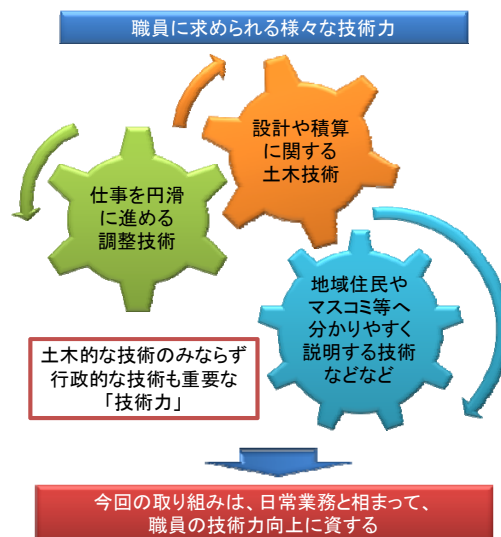 職員に求められる様々な技術力
設計や積算
に関する
土木技術
仕事を円滑
に進める
調整技術
地域住民や
マスコミ等へ
分かりやすく
説明する技術
などなど
土木的な技術のみならず
行政的な技術も重要な
「技術力」
今回の取り組みは、日常業務と相まって、
職員の技術力向上に資する